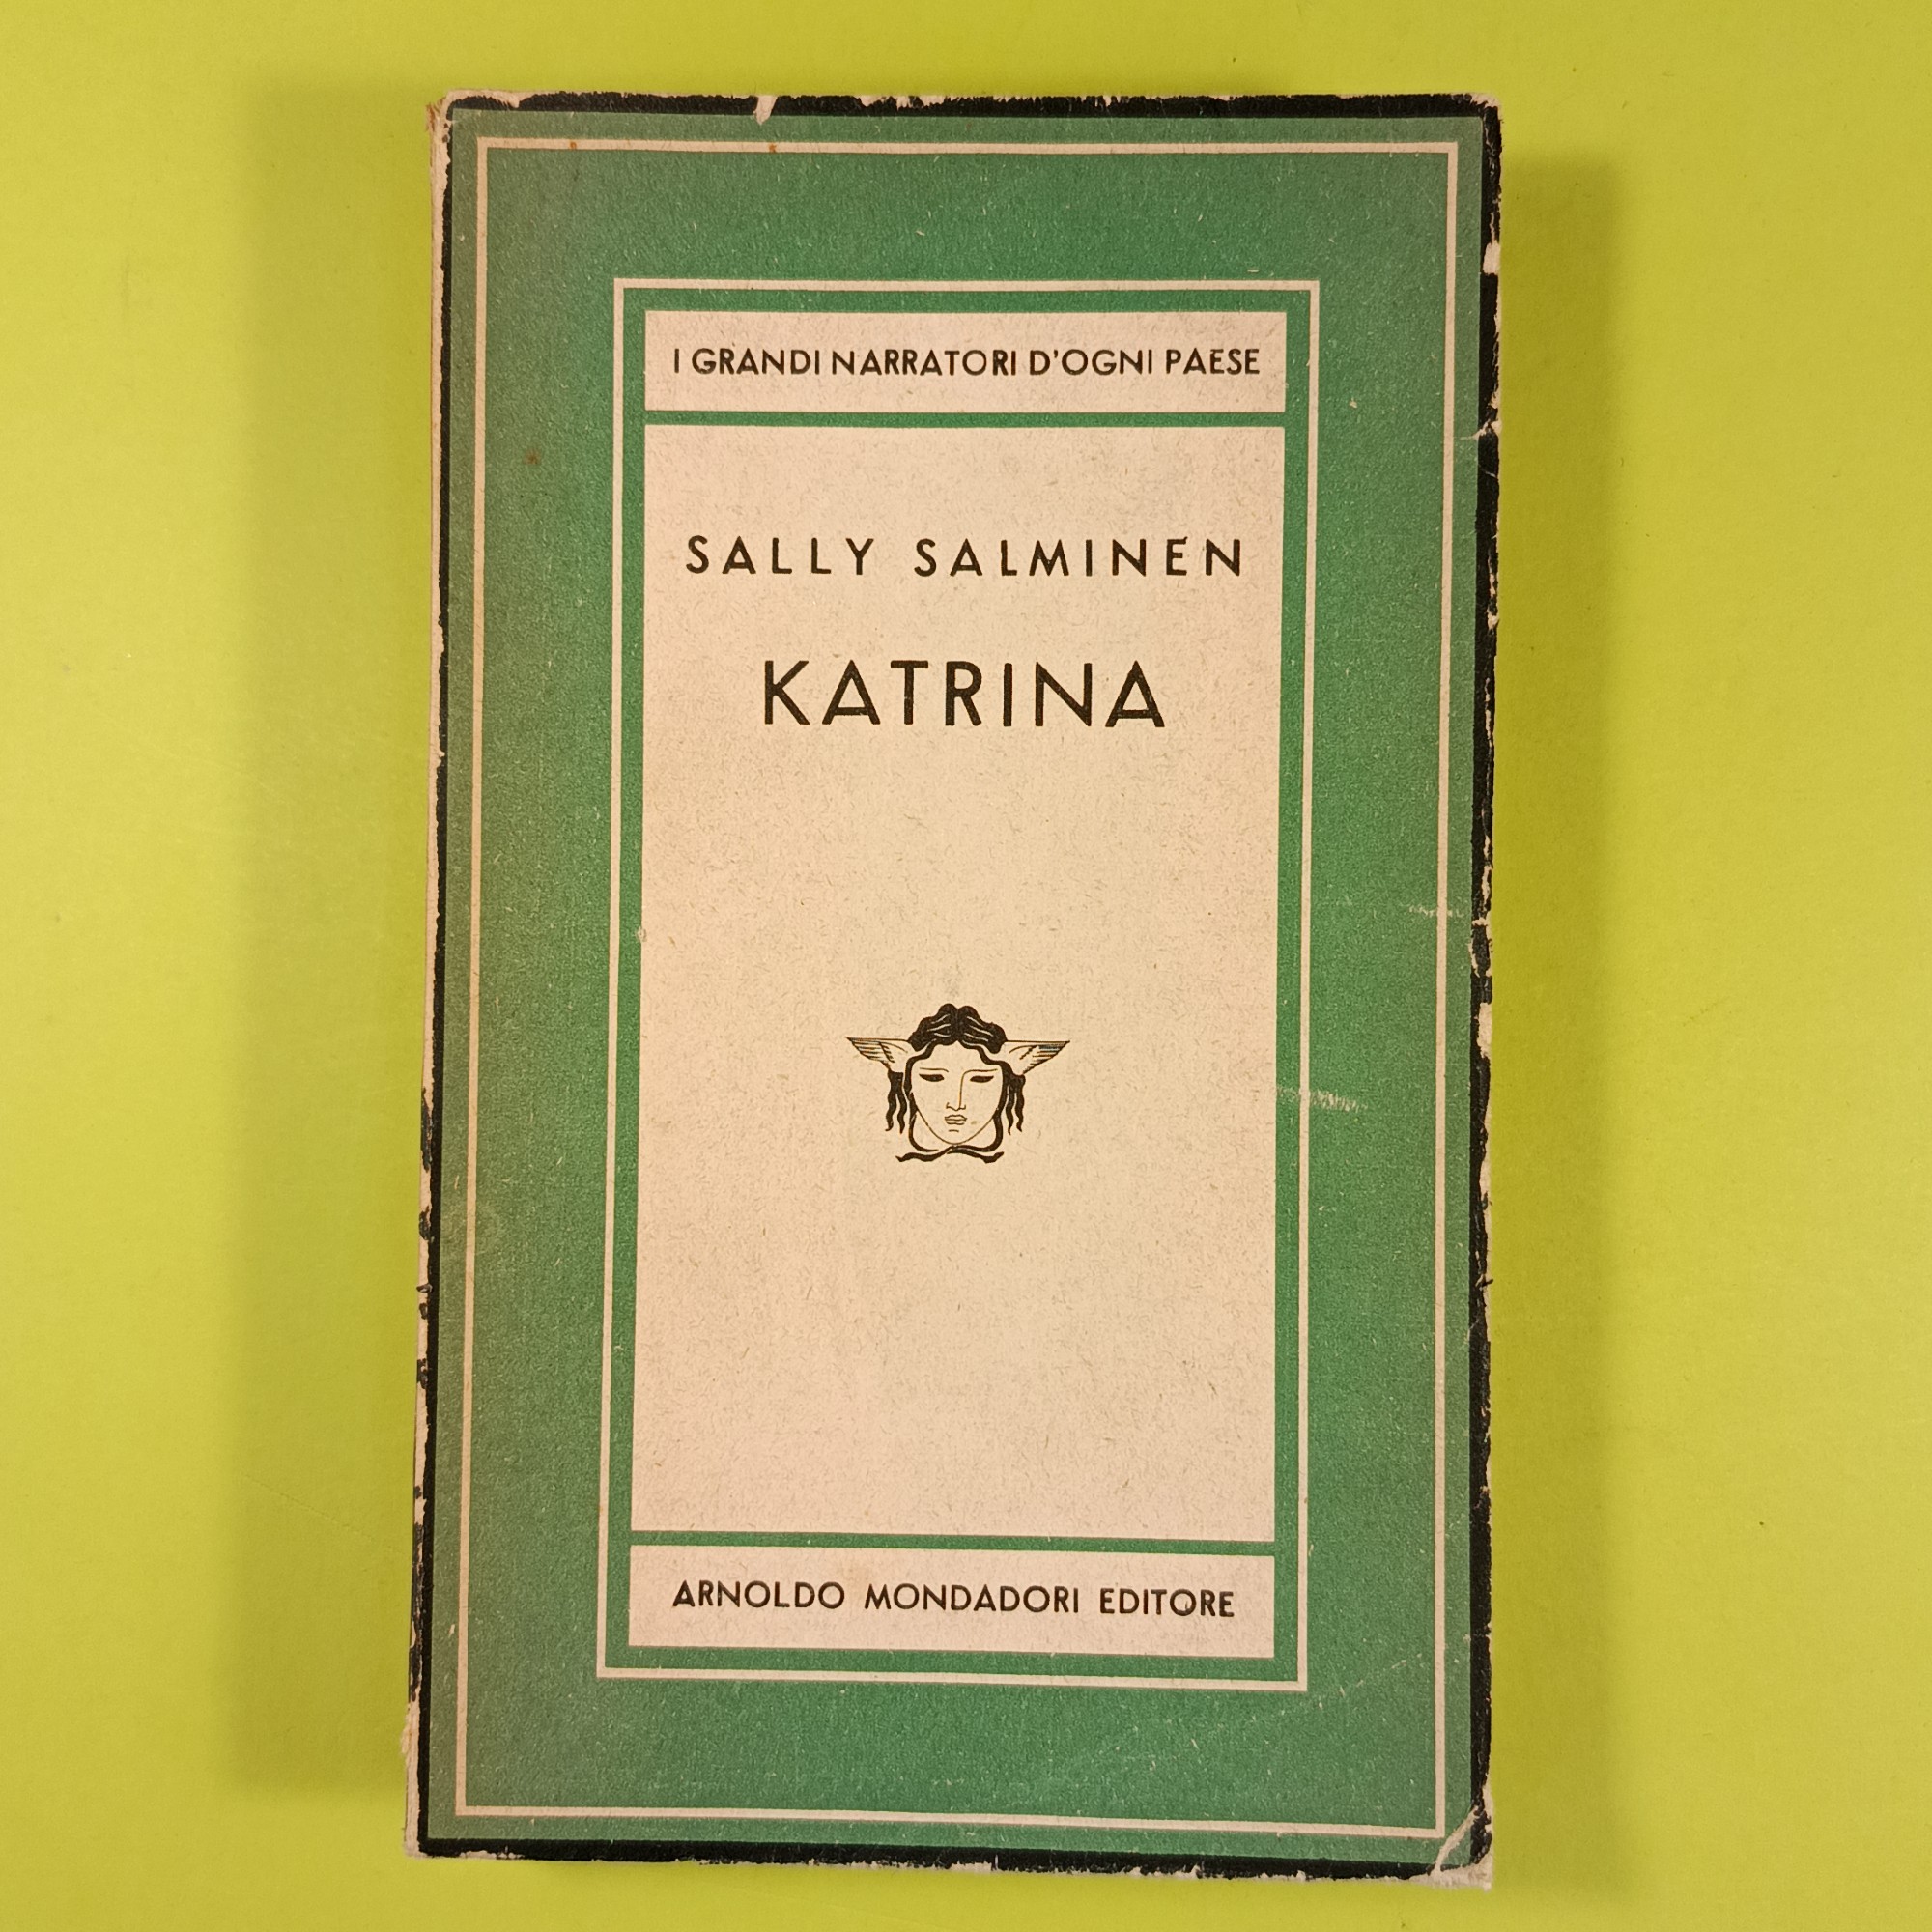 I GRANDI NARRATORI D'OGNI PAESE
SALLY SALMINEN
KATRINA
ARNOLDO MONDADORI EDITORE